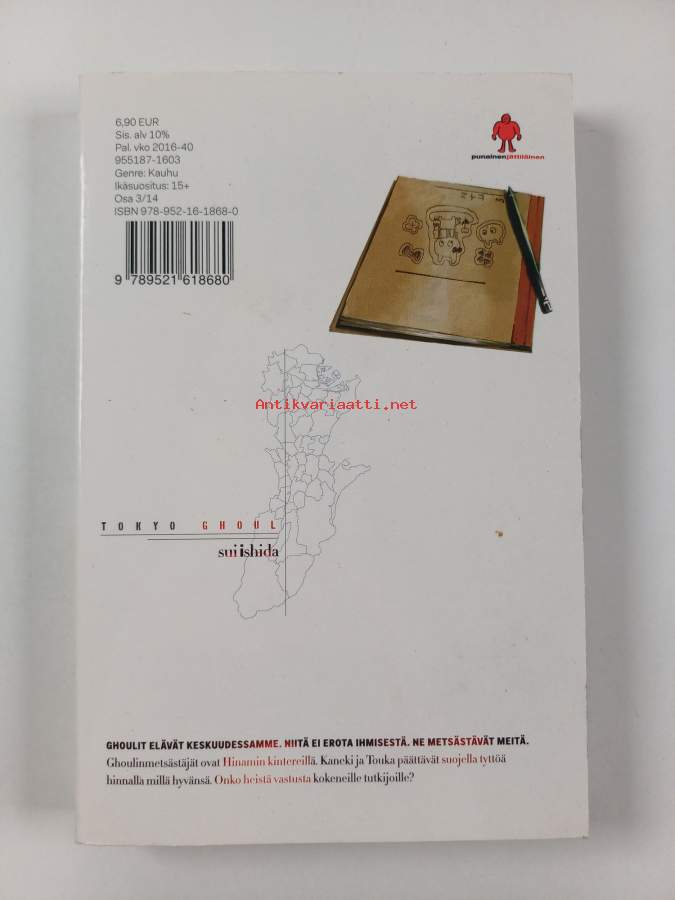 6,90 EUR
Sis. alv 10%
Pal. vko 2016-40
955187-1603
Genre: Kauhu
Ikäsuositus: 15+
Osa 3/14
ISBN 978-952-16-1868-0
9 789521 618680
punainenjättiläinen
Antikvariaatti.net
TOKYO GHOUL
sui ishida
GHOULIT ELÄVÄT KESKUUDESSAMME. NIITÄ EI EROTA IHMISESTÄ. NE METSÄSTÄVÄT MEITÄ.
Ghoulinmetsästäjät ovat Hinamin kintereillä. Kaneki ja Touka päättävät suojella tyttöä
hinnalla millä hyvänsä. Onko heistä vastusta kokeneille tutkijoille?